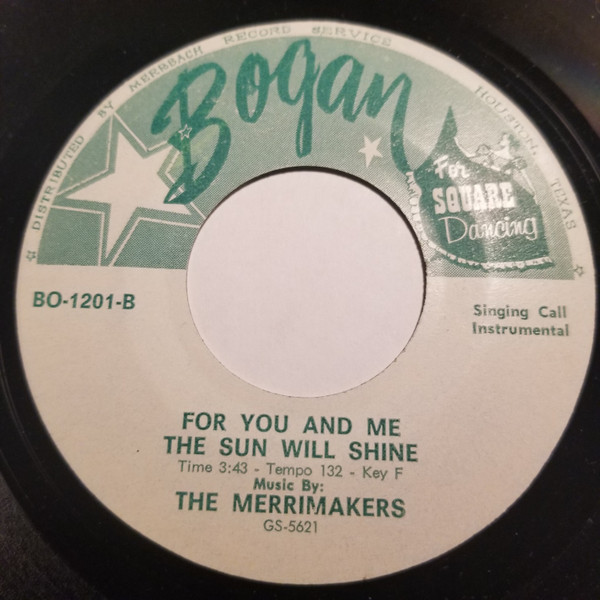 DISTRIBUTED BY MERRBACH RECORD SERVICE
HOUSTON, TEXAS
Bogan
For
SQUARE
Dancing
BO-1201-B
Singing Call
Instrumental
FOR YOU AND ME
THE SUN WILL SHINE
Time 3:43 - Tempo 132 - Key F
Music By:
THE MERRIMAKERS
GS-5621